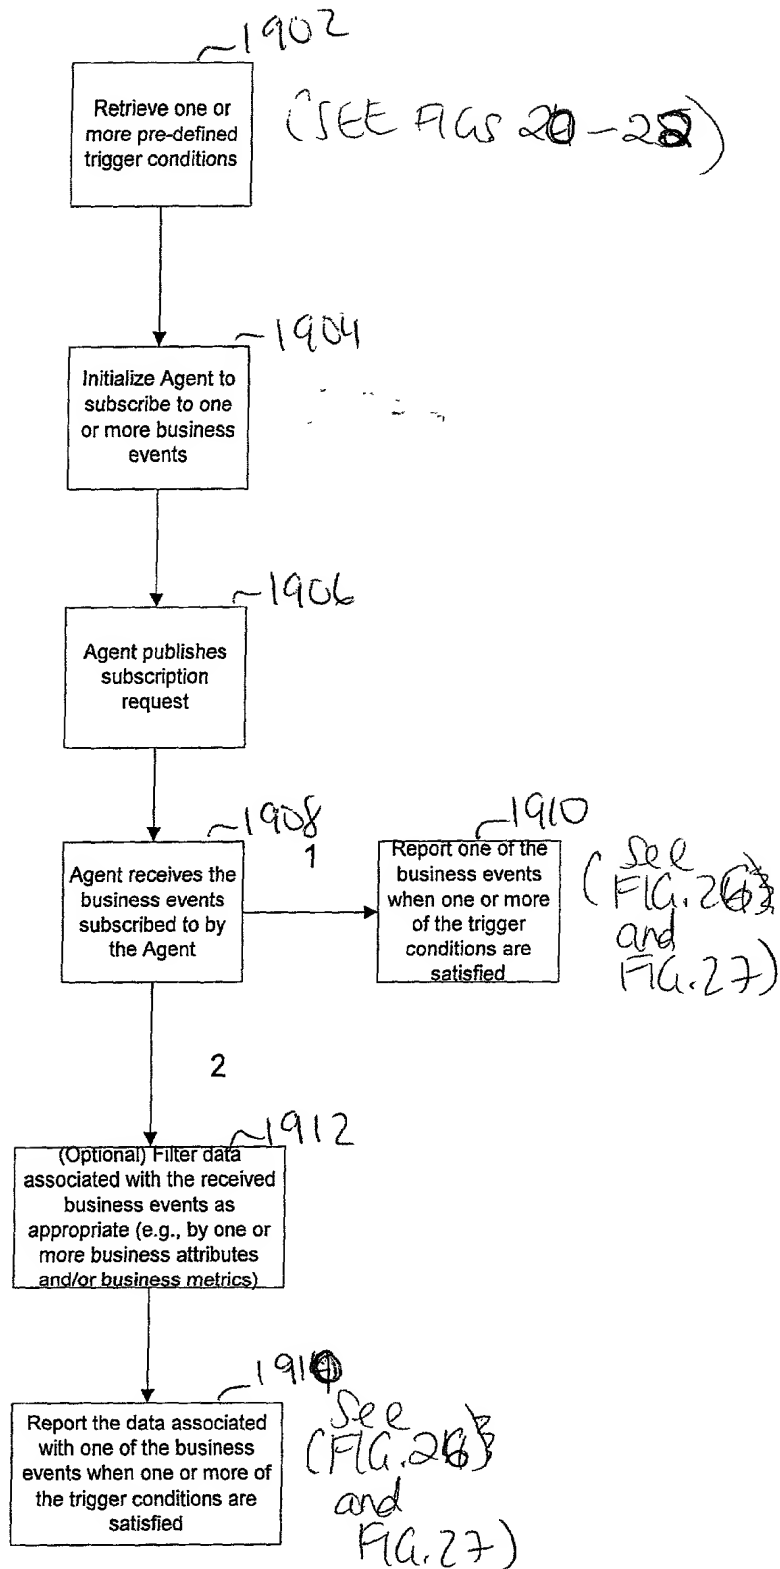 1902
Retrieve one or
more pre-defined
trigger conditions
(SEE FIGS 20-22)
1904
Initialize Agent to
subscribe to one
or more business
events
1906
Agent publishes
subscription
request
1908
1
Agent receives the
business events
subscribed to by
the Agent
1910
Report one of the
business events
when one or more
of the trigger
conditions are
satisfied
(See
FIG.26
and
FIG.27)
2
1912
(Optional) Filter data
associated with the received
business events as
appropriate (e.g., by one or
more business attributes
and/or business metrics)
Report the data associated
with one of the business
events when one or more of
the trigger conditions are
satisfied
See
(FIG.26
and
FIG.27)